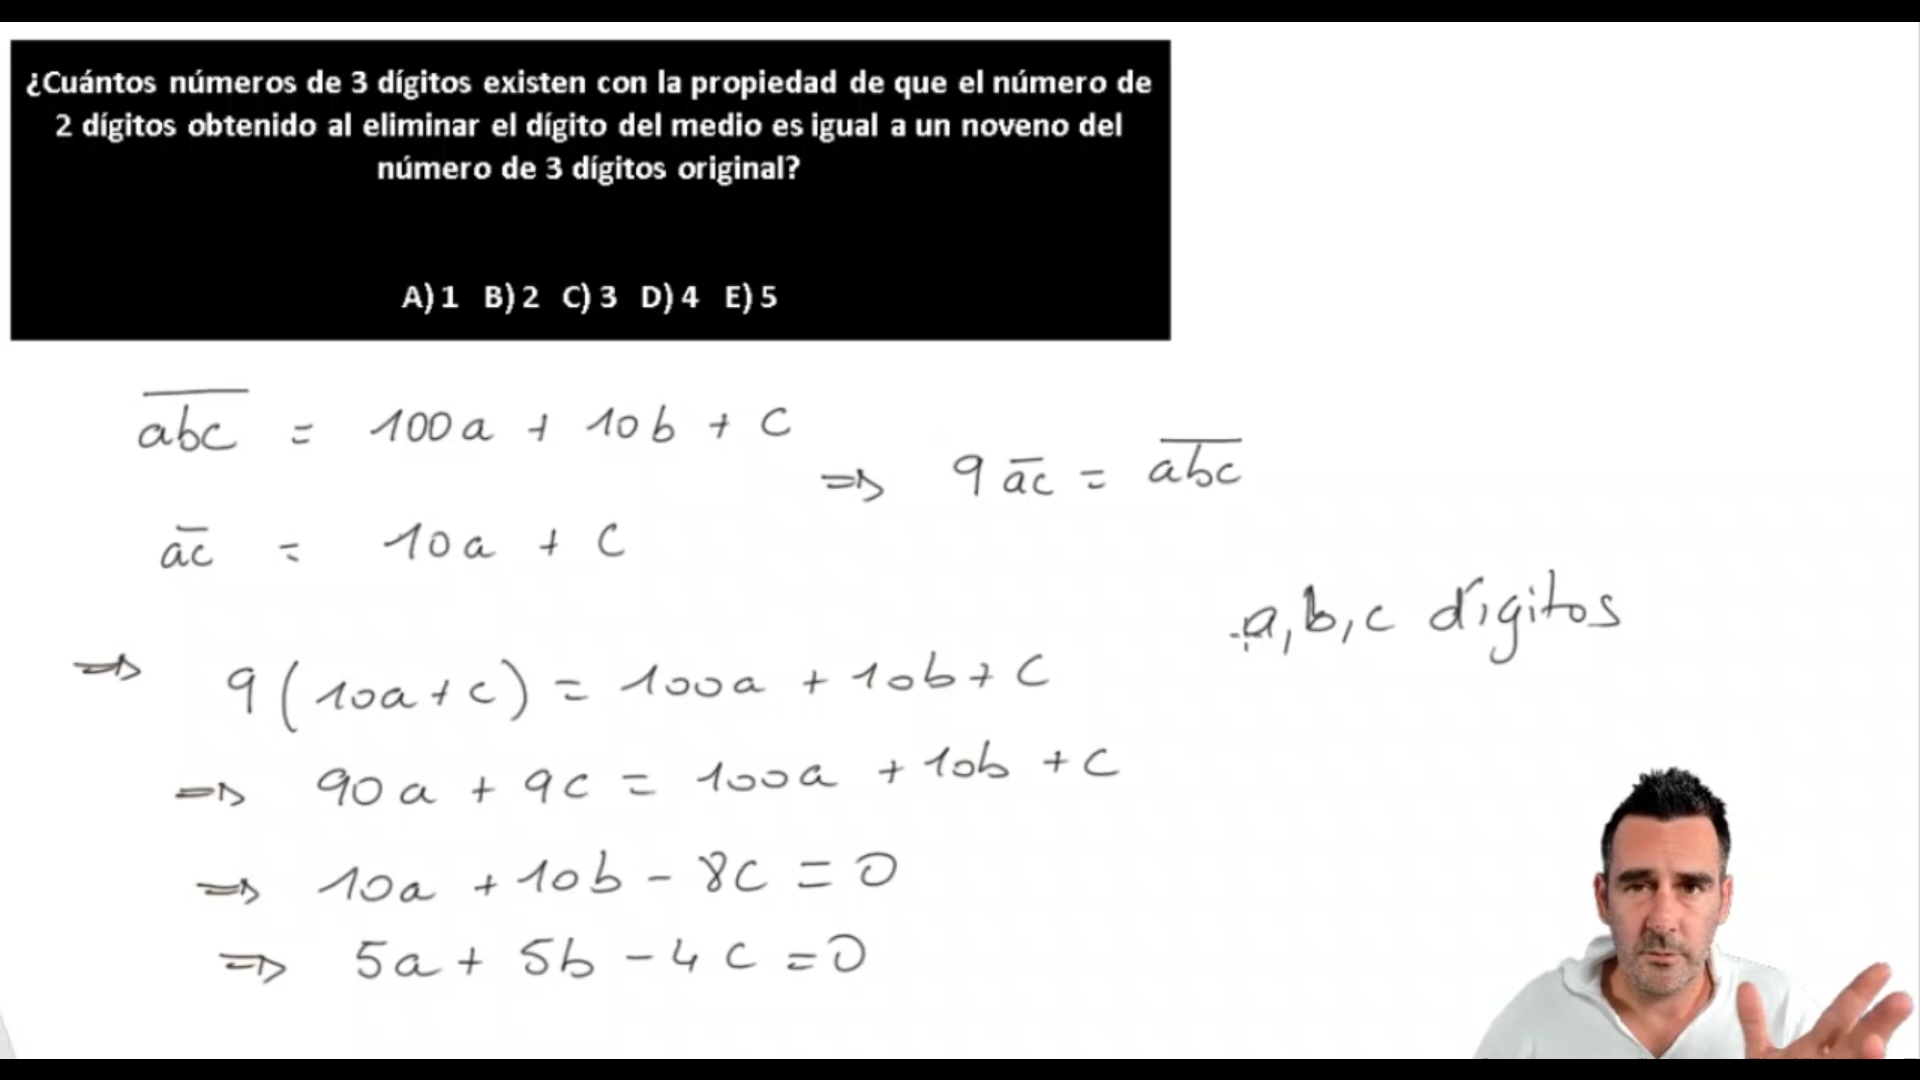 ¿Cuántos números de 3 dígitos existen con la propiedad de que el número de
2 dígitos obtenido al eliminar el dígito del medio es igual a un noveno del
número de 3 dígitos original?
A) 1 B) 2 C) 3 D) 4 E) 5
abc = 100a + 10b + c
⇒ 9 ac = abc
ac = 10a + c
a, b, c dígitos
⇒ 9(10a+c) = 100a + 10b + c
⇒ 90a + 9c = 100a + 10b + c
⇒ 10a + 10b - 8c = 0
⇒ 5a + 5b - 4c = 0